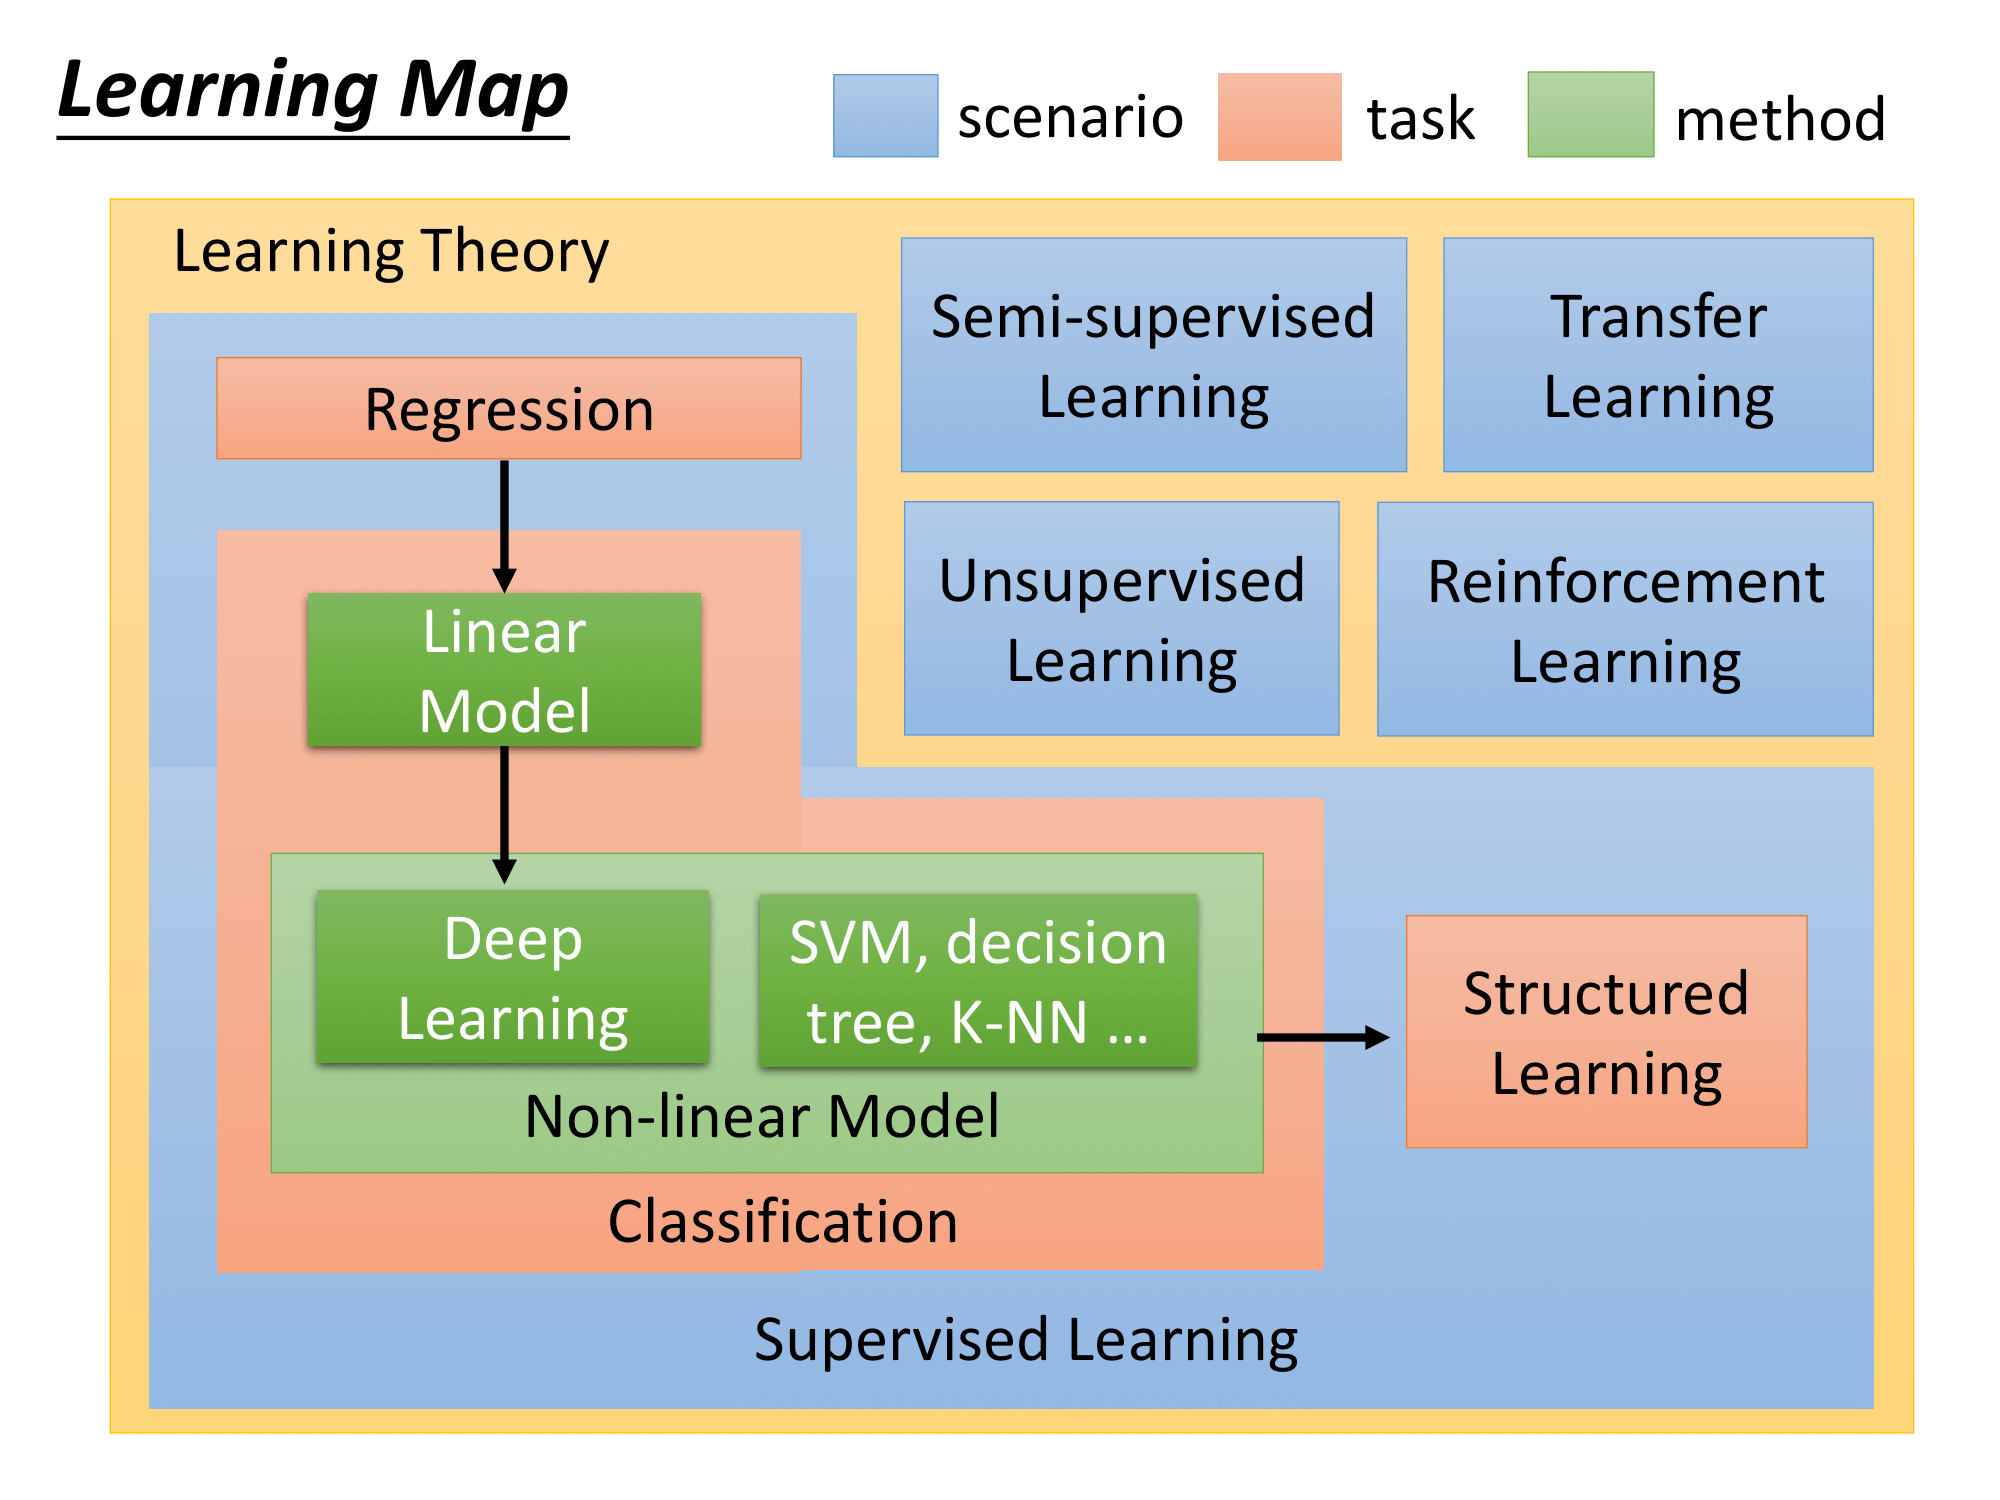 Learning Map
scenario
task
method
Learning Theory
Semi-supervised
Learning
Transfer
Learning
Regression
Unsupervised
Learning
Reinforcement
Learning
Linear
Model
Deep
Learning
SVM, decision
tree, K-NN ...
Non-linear Model
Classification
Structured
Learning
Supervised Learning